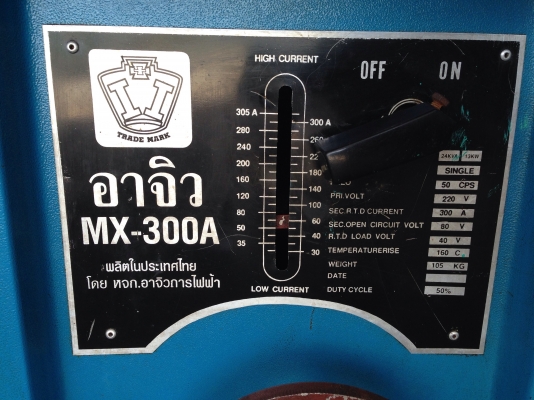 HIGH CURRENT
OFF ON
TRADE MARK
305 A
280
240
200
160
120
80
50
35
300 A
260
220
180
140
100
60
40
30
LOW CURRENT
อาจิว
MX-300A
ผลิตในประเทศไทย
โดย หจก.อาจิวการไฟฟ้า
24KVA 13KW
SINGLE
50 CPS
PRI.VOLT 220 V
SEC.R.T.D CURRENT 300 A
SEC.OPEN CIRCUIT VOLT 80 V
R.T.D LOAD VOLT 40 V
TEMPERATURERISE 160 C.
WEIGHT 105 KG
DATE
DUTY CYCLE 50%